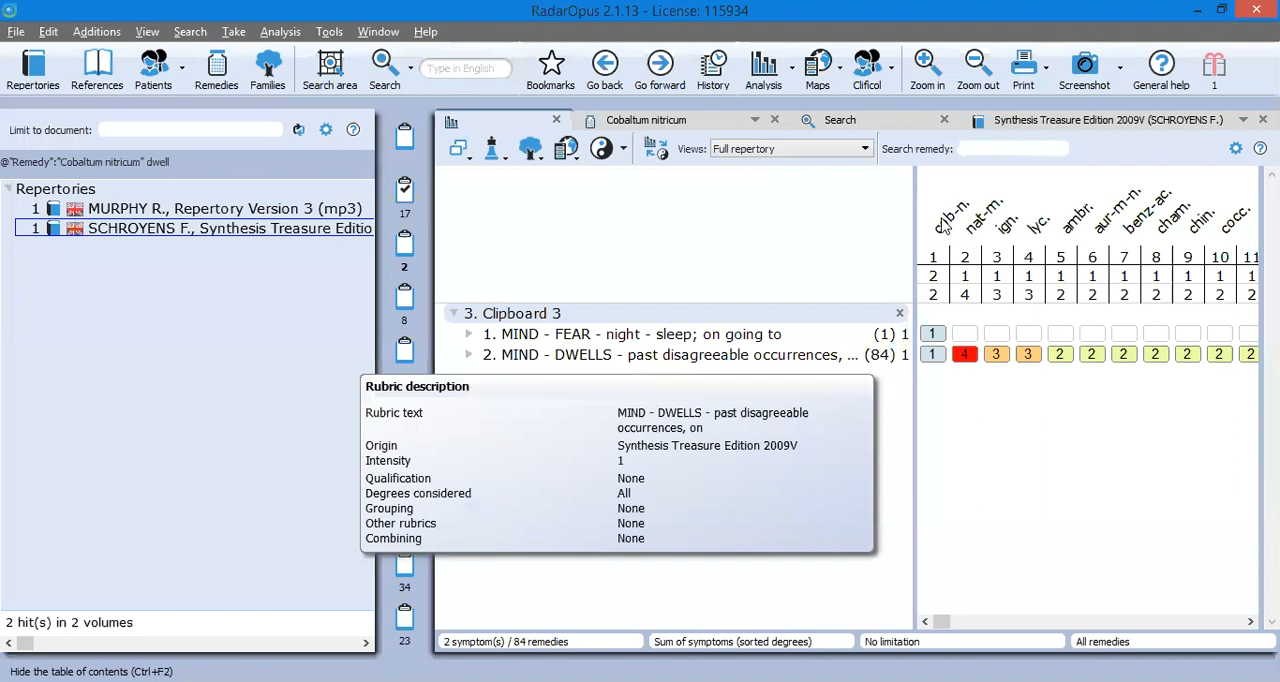 RadarOpus 2.1.13 - License: 115934
File Edit Additions View Search Take Analysis Tools Window Help
Type in English
Repertories References Patients Remedies Families Search area Search Bookmarks Go back Go forward History Analysis Maps Clificol Zoom in Zoom out Print Screenshot General help 1
Limit to document:
@"Remedy":"Cobaltum nitricum" dwell
Repertories
1 MURPHY R., Repertory Version 3 (mp3)
1 SCHROYENS F., Synthesis Treasure Editio
2 hit(s) in 2 volumes
Hide the table of contents (Ctrl+F2)
17
2
8
34
23
Cobaltum nitricum Search Synthesis Treasure Edition 2009V (SCHROYENS F.)
Views: Full repertory Search remedy:
nat-m. ign. lyc. ambr. aur-m-n. benz-ac. cham. chin. cocc.
1 2 3 4 5 6 7 8 9 10 11
2 1 1 1 1 1 1 1 1 1 1
2 4 3 3 2 2 2 2 2 2 2
3. Clipboard 3 x
1. MIND - FEAR - night - sleep; on going to (1) 1 1
2. MIND - DWELLS - past disagreeable occurrences, ... (84) 1 1 4 3 3 2 2 2 2 2 2 2
Rubric description
Rubric text MIND - DWELLS - past disagreeable
occurrences, on
Origin Synthesis Treasure Edition 2009V
Intensity 1
Qualification None
Degrees considered All
Grouping None
Other rubrics None
Combining None
2 symptom(s) / 84 remedies Sum of symptoms (sorted degrees) No limitation All remedies